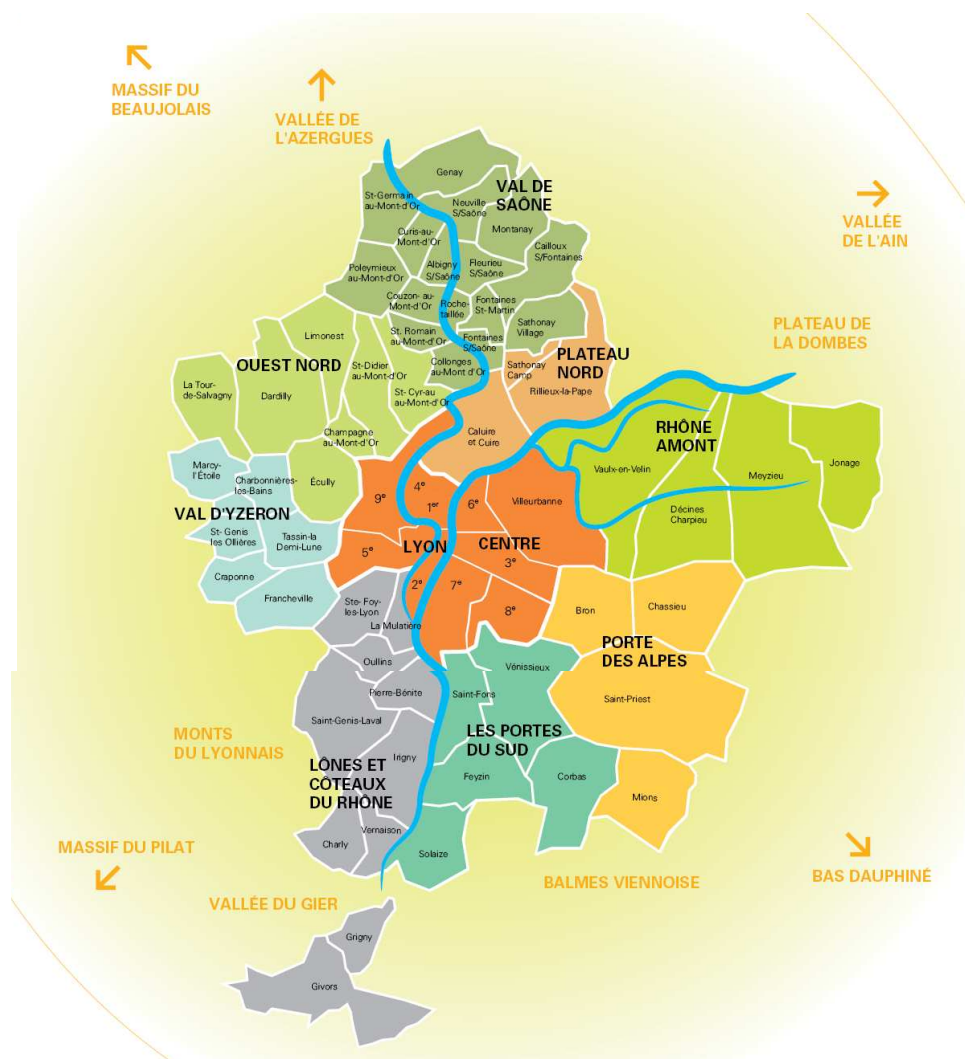 MASSIF DU
BEAUJOLAIS
VALLÉE DE
L'AZERGUES
VALLÉE
DE L'AIN
PLATEAU DE
LA DOMBES
VAL DE
SAÔNE
Genay
St-Germain
au-Mont-d'Or
Neuville
S/Saône
Montanay
Curis-au-
Mont-d'Or
Cailloux
S/Fontaines
Poleymieux
au-Mont-d'Or
Albigny
S/Saône
Fleurieu
S/Saône
Couzon- au-
Mont-d'Or
Roche-
taillée
Fontaines
St- Martin
Sathonay
Village
St. Romain
au-Mont-d'Or
Fontaines
S/Saône
Collonges
au-Mont d'Or
OUEST NORD
Limonest
St-Didier
au-Mont-d'Or
La Tour-
de-Salvagny
Dardilly
St- Cyr-au
au-Mont-d'Or
Champagne
au-Mont-d'Or
Écully
PLATEAU
NORD
Sathonay
Camp
Rillieux-la-Pape
Caluire
et Cuire
RHÔNE
AMONT
Vaulx-en-Velin
Meyzieu
Jonage
Décines
Charpieu
VAL D'YZERON
Marcy-
l'Étoile
Charbonnières-
les-Bains
St- Genis
les Ollières
Tassin-la
Demi-Lune
Craponne
Francheville
LYON
CENTRE
9e
4e
1er
6e
Villeurbanne
5e
3e
2e
7e
8e
PORTE
DES ALPES
Bron
Chassieu
Saint-Priest
Mions
LES PORTES
DU SUD
Vénissieux
Saint-Fons
Feyzin
Corbas
Solaize
LÔNES ET
CÔTEAUX
DU RHÔNE
Ste- Foy-
les-Lyon
La Mulatière
Oullins
Pierre-Bénite
Saint-Genis-Laval
Irigny
Vernaison
Charly
Grigny
Givors
MONTS
DU LYONNAIS
MASSIF DU PILAT
VALLÉE DU GIER
BALMES VIENNOISE
BAS DAUPHINÉ